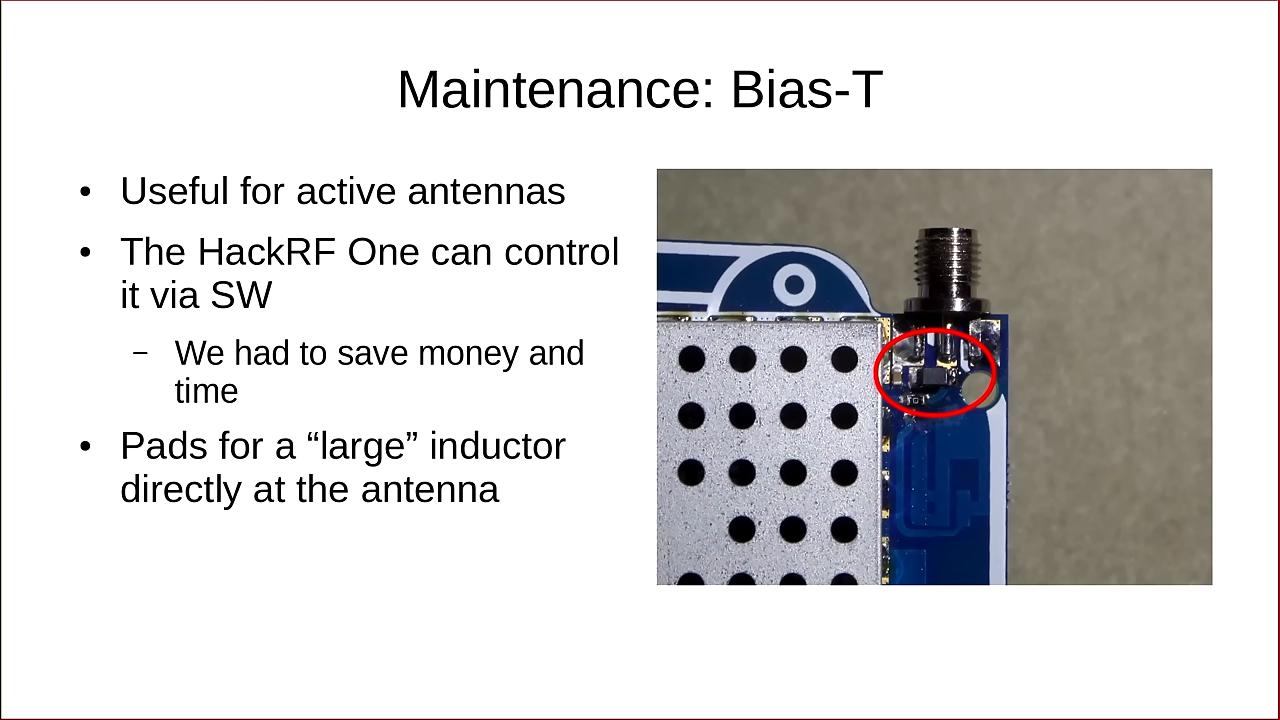 Maintenance: Bias-T
• Useful for active antennas
• The HackRF One can control
it via SW
– We had to save money and
time
• Pads for a “large” inductor
directly at the antenna